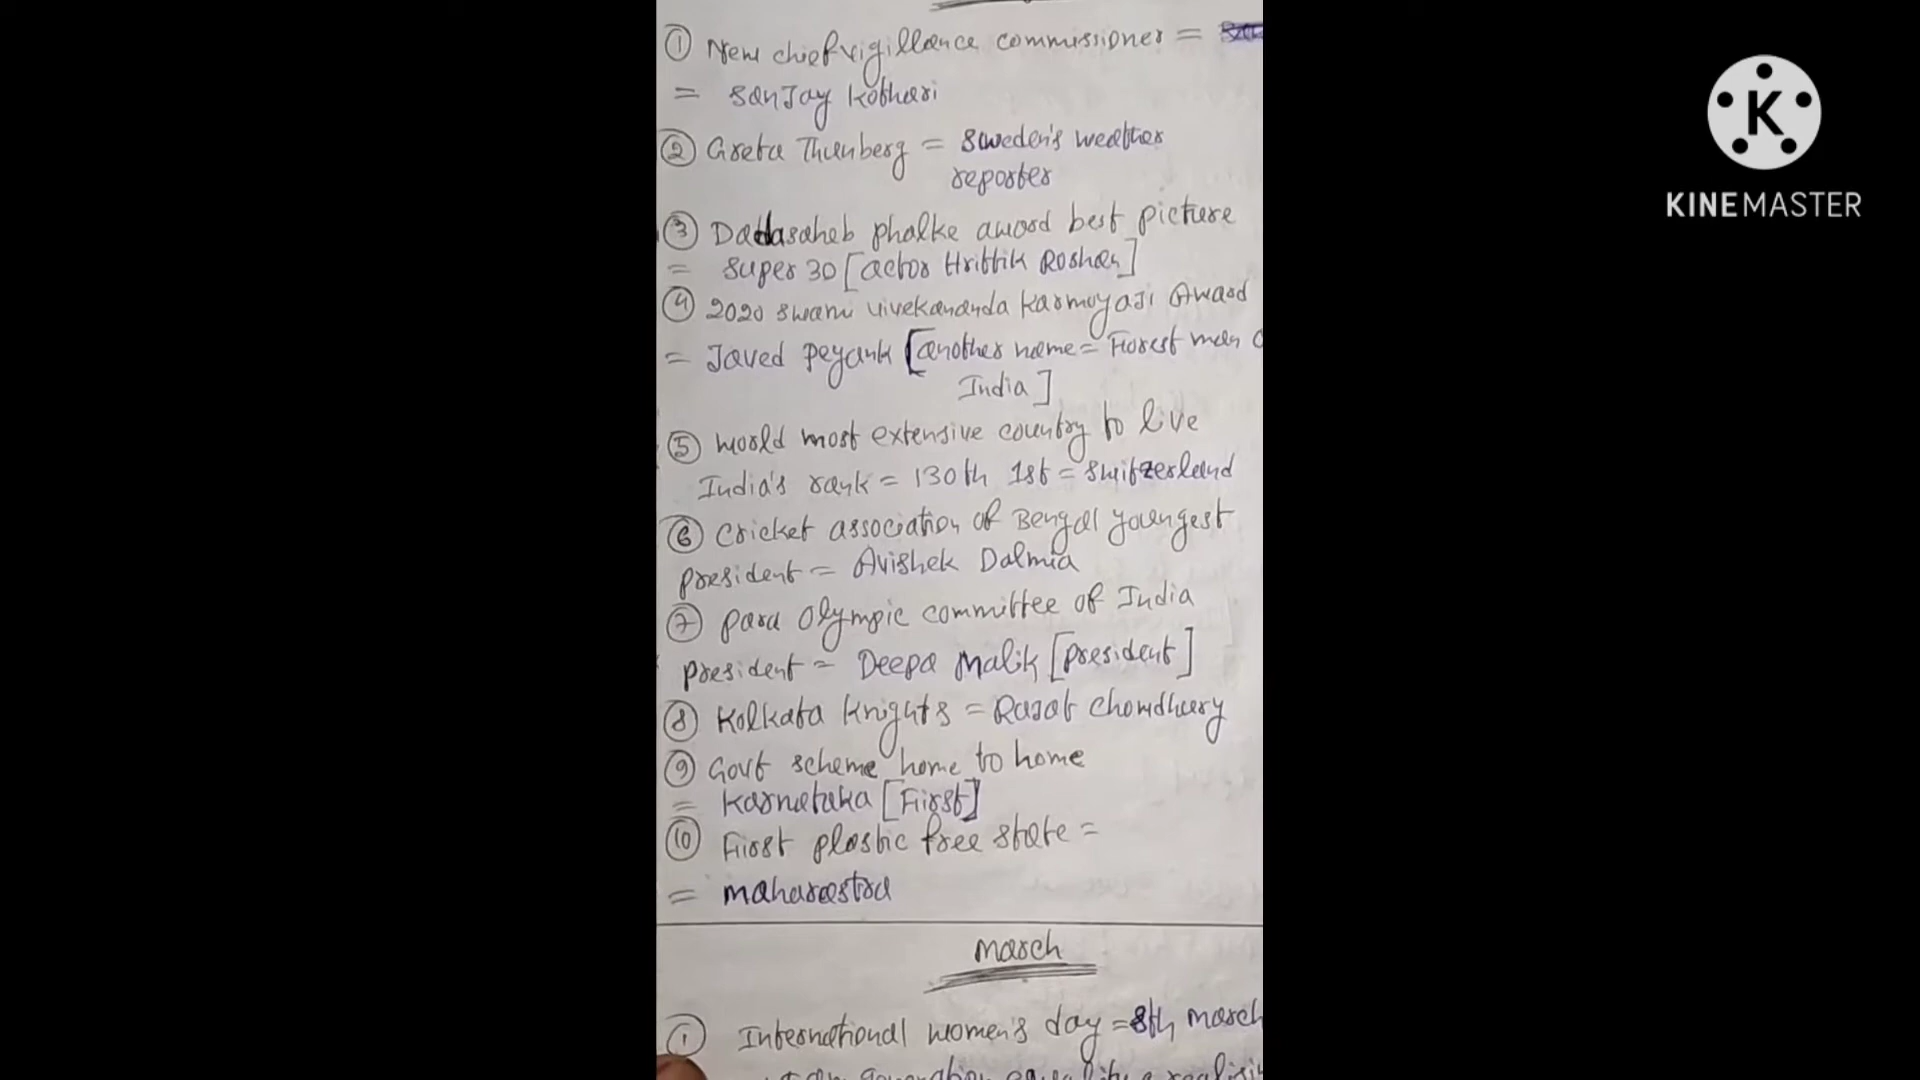 ① New chief vigillance commissioner =
= Sanjay Kothari
② Greta Thunberg = Sweden's weather
reporter
③ Dadasaheb phalke award best picture
= Super 30 [actor Hrittik Roshan]
④ 2020 Swami Vivekananda Karmayaji Award
= Javed Peyank [another name = Forest man o
India]
⑤ World most extensive country to live
India's rank = 130th 1st = Switzerland
⑥ Cricket association of Bengal youngest
president = Avishek Dalmia
⑦ Para Olympic committee of India
president = Deepa Malik [President]
⑧ Kolkata Knights = Rajat Chowdhury
⑨ Govt scheme home to home
= Karnataka [First]
⑩ First plastic free state =
= Maharastra
March
① International women's day = 8th March
generation equality
K
KINEMASTER